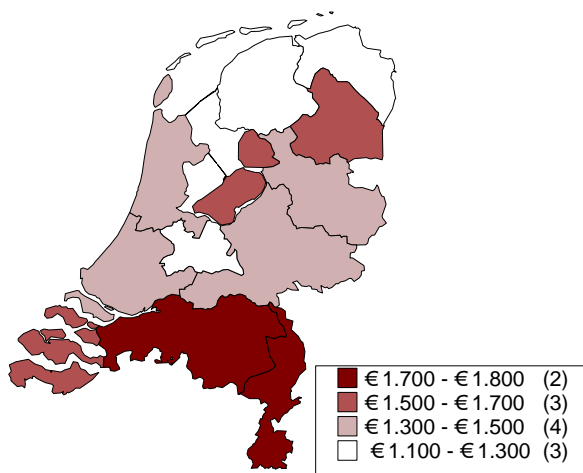 € 1.700 - € 1.800 (2)
€ 1.500 - € 1.700 (3)
€ 1.300 - € 1.500 (4)
€ 1.100 - € 1.300 (3)